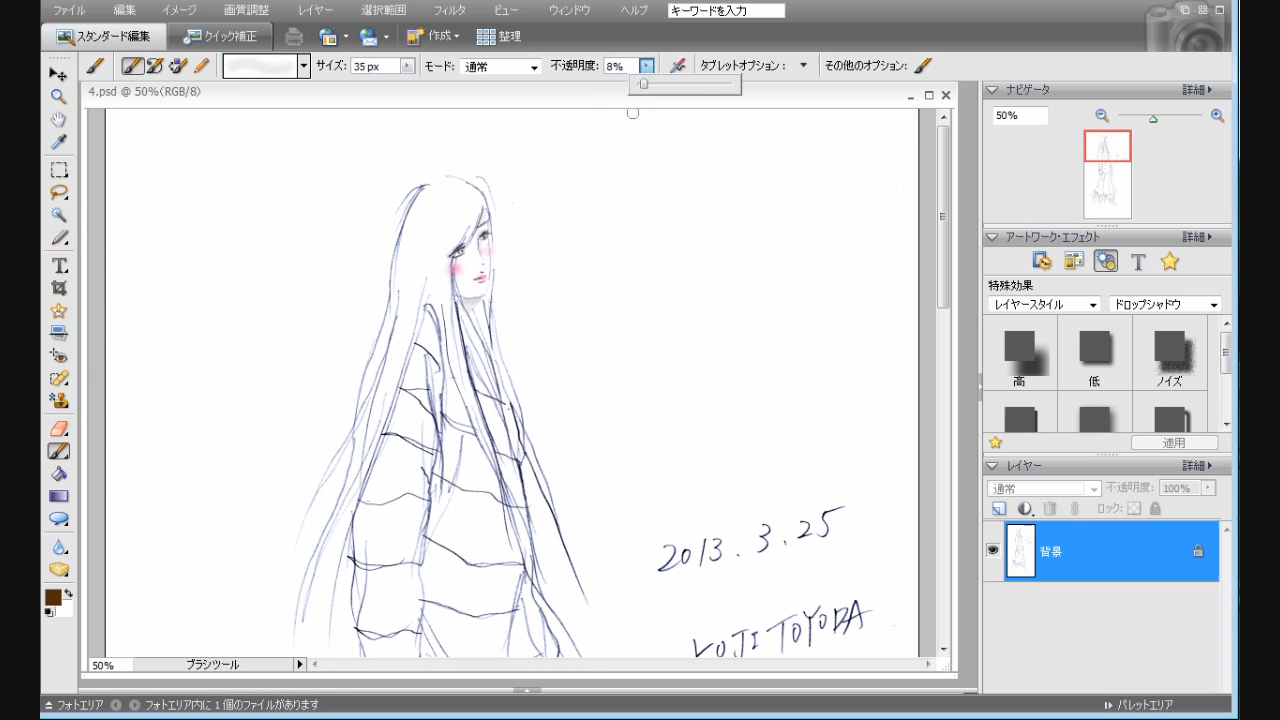 ファイル 編集 イメージ 画質調整 レイヤー 選択範囲 フィルタ ビュー ウィンドウ ヘルプ キーワードを入力
スタンダード編集 クイック補正 作成 整理
サイズ: 35 px モード: 通常 不透明度: 8% タブレットオプション: その他のオプション:
4.psd @ 50%(RGB/8)
ナビゲータ 詳細
50%
アートワーク・エフェクト 詳細
特殊効果
レイヤースタイル ドロップシャドウ
高 低 ノイズ
適用
レイヤー 詳細
通常 不透明度: 100%
ロック:
背景
2013.3.25
KOJI TOYODA
50% ブラシツール
フォトエリア フォトエリア内に 1 個のファイルがあります パレットエリア